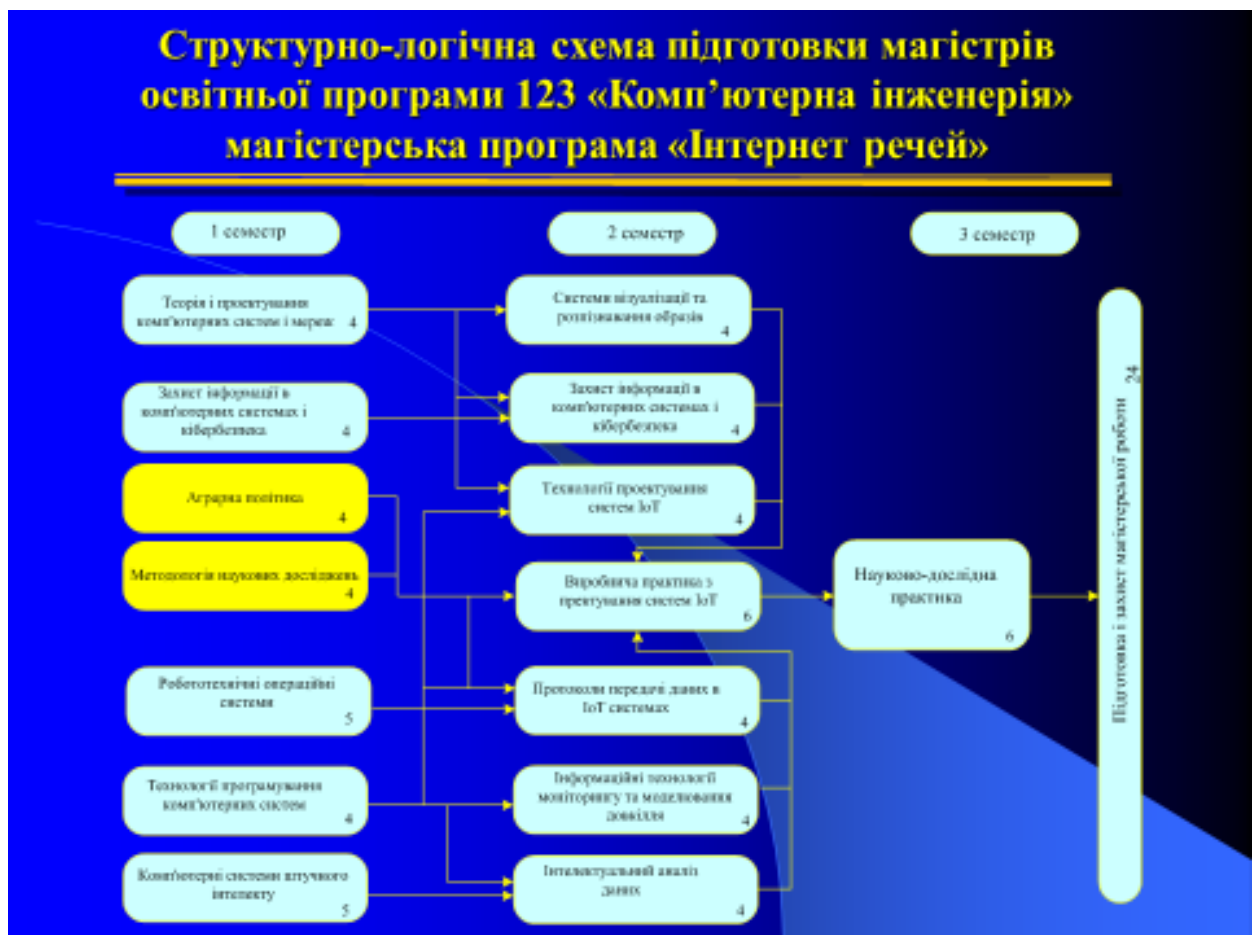 Структурно-логічна схема підготовки магістрів
освітньої програми 123 «Комп’ютерна інженерія»
магістерська програма «Інтернет речей»
1 семестр
2 семестр
3 семестр
Теорія і проектування
комп'ютерних систем і мереж 4
Захист інформації в
комп'ютерних системах і
кібербезпека 4
Аграрна політика
4
Методологія наукових досліджень
4
Робототехнічні операційні
системи
5
Технології програмування
комп'ютерних систем
4
Комп'ютерні системи штучного
інтелекту
5
Системи візуалізації та
розпізнавання образів
4
Захист інформації в
комп'ютерних системах і
кібербезпека 4
Технології проектування
систем ІоТ
4
Виробнича практика з
пректування систем ІоТ
6
Протоколи передачі даних в
ІоТ системах
4
Інформаційні технології
моніторингу та моделювання
довкілля 4
Інтелектуальний аналіз
даних
4
Науково-дослідна
практика
6
Підготовка і захист магістерської роботи 24